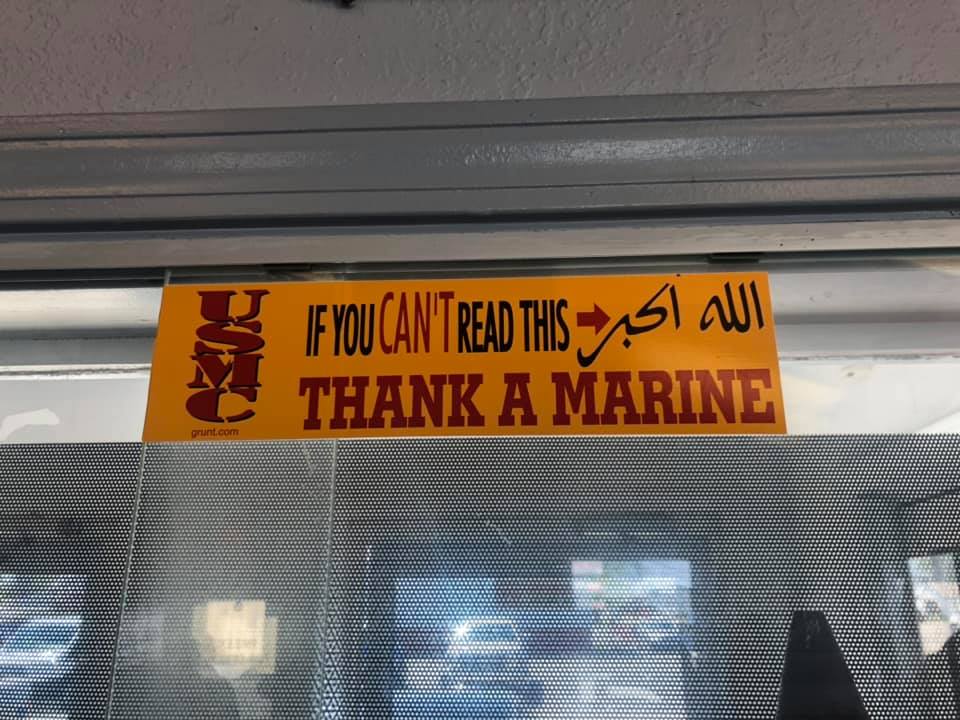 USMC
grunt.com
IF YOU CAN'T READ THIS → الله اكبر
THANK A MARINE